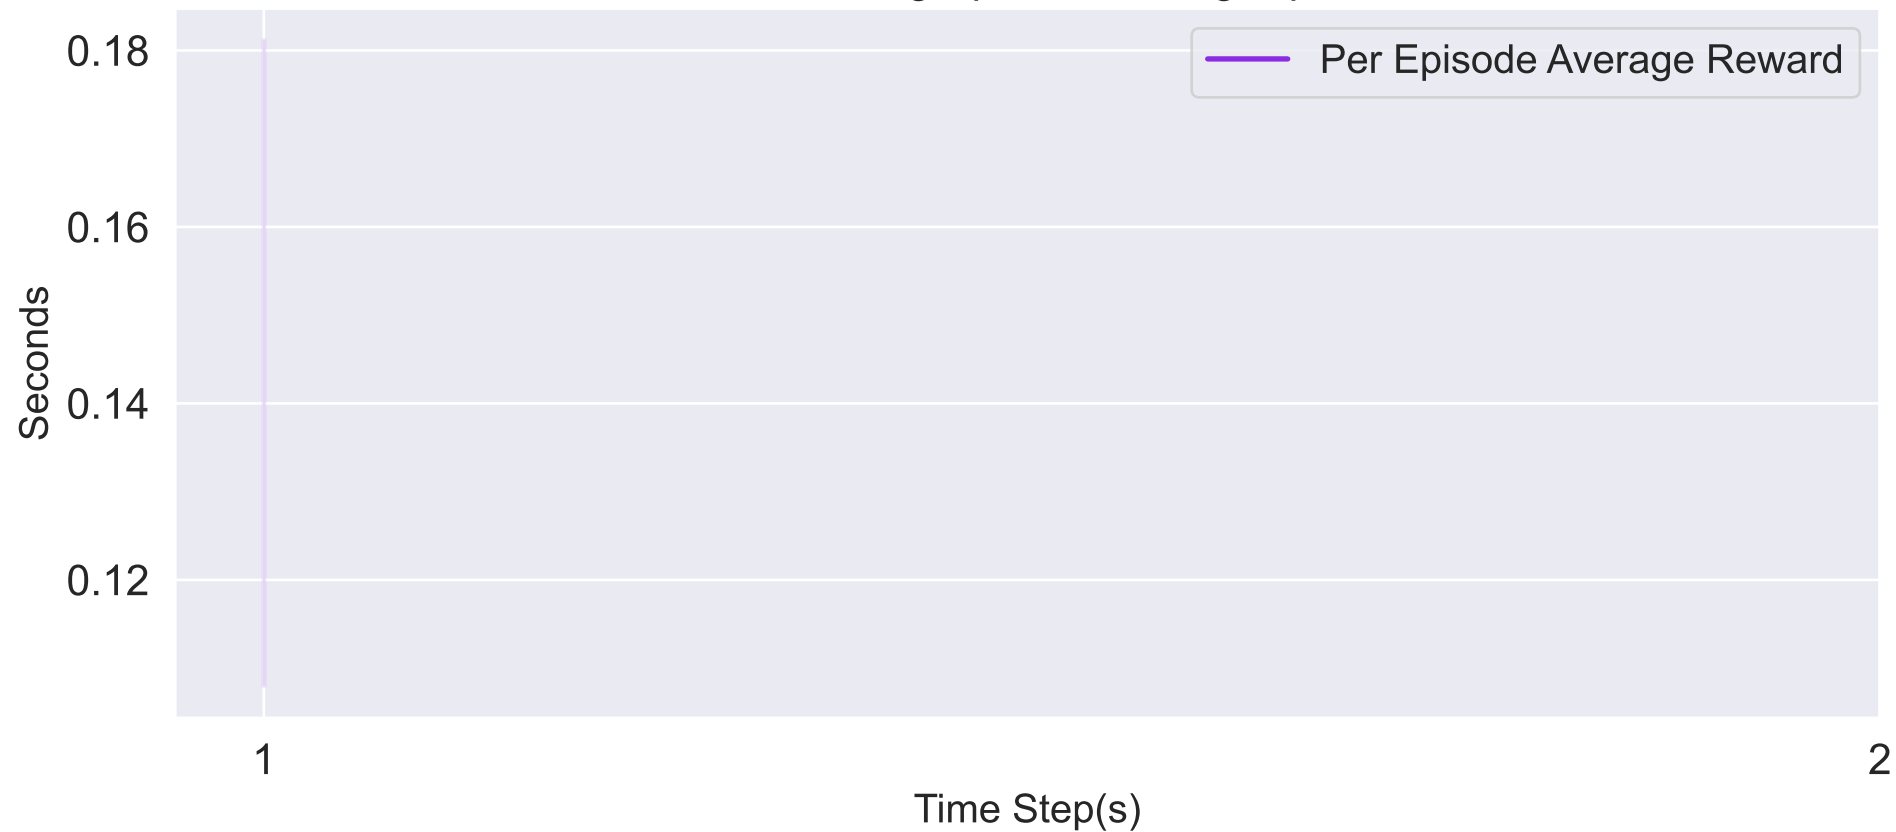 0.18
Per Episode Average Reward
0.16
Seconds
0.14
0.12
1
2
Time Step(s)